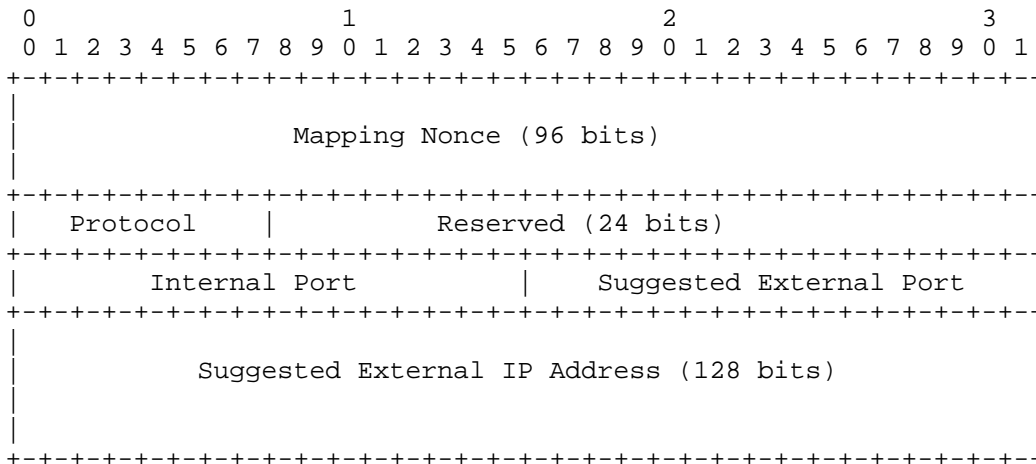 0                   1                   2                   3
 0 1 2 3 4 5 6 7 8 9 0 1 2 3 4 5 6 7 8 9 0 1 2 3 4 5 6 7 8 9 0 1
+-+-+-+-+-+-+-+-+-+-+-+-+-+-+-+-+-+-+-+-+-+-+-+-+-+-+-+-+-+-+-+--
|
|                 Mapping Nonce (96 bits)
|
+-+-+-+-+-+-+-+-+-+-+-+-+-+-+-+-+-+-+-+-+-+-+-+-+-+-+-+-+-+-+-+--
|   Protocol    |          Reserved (24 bits)
+-+-+-+-+-+-+-+-+-+-+-+-+-+-+-+-+-+-+-+-+-+-+-+-+-+-+-+-+-+-+-+--
|        Internal Port          |    Suggested External Port
+-+-+-+-+-+-+-+-+-+-+-+-+-+-+-+-+-+-+-+-+-+-+-+-+-+-+-+-+-+-+-+--
|
|           Suggested External IP Address (128 bits)
|
|
+-+-+-+-+-+-+-+-+-+-+-+-+-+-+-+-+-+-+-+-+-+-+-+-+-+-+-+-+-+-+-+--